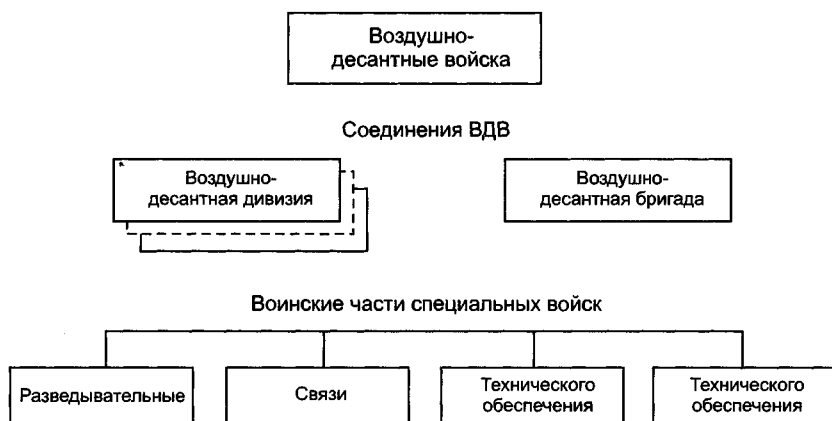 Воздушно-
десантные войска
Соединения ВДВ
Воздушно-
десантная дивизия
Воздушно-
десантная бригада
Воинские части специальных войск
Разведывательные
Связи
Технического
обеспечения
Технического
обеспечения